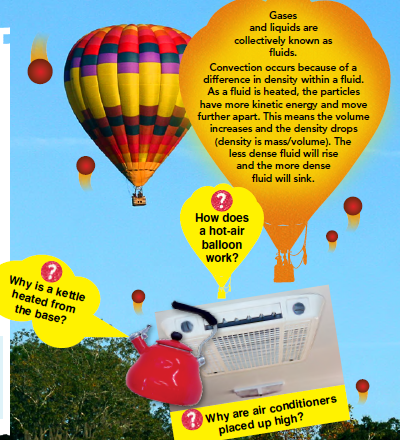 Gases
and liquids are
collectively known as
fluids.
Convection occurs because of a
difference in density within a fluid.
As a fluid is heated, the particles
have more kinetic energy and move
further apart. This means the volume
increases and the density drops
(density is mass/volume). The
less dense fluid will rise
and the more dense
fluid will sink.
?
How does
a hot-air
balloon
work?
?
Why is a kettle
heated from
the base?
? Why are air conditioners
placed up high?